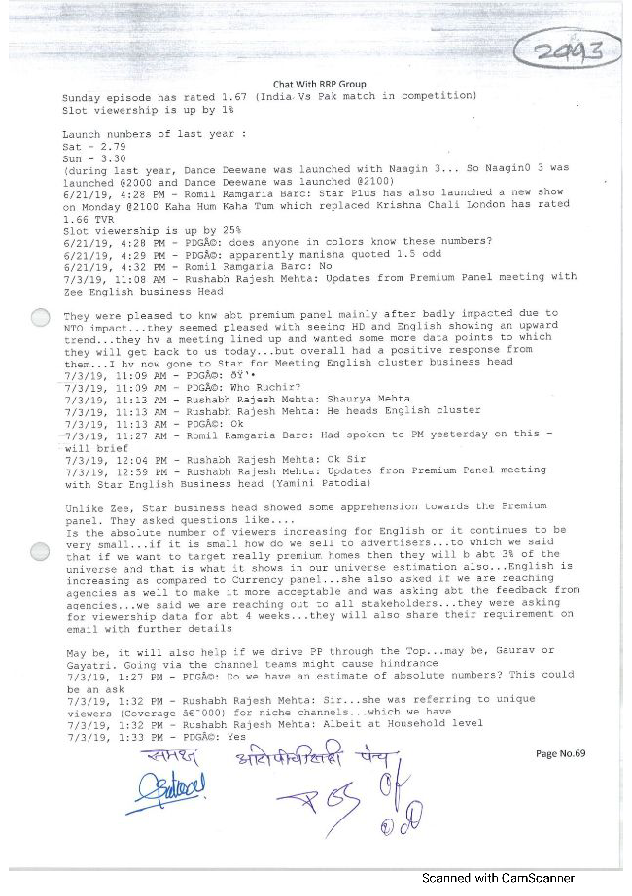 2993
Chat With RRP Group
Sunday episode has rated 1.67 (India Vs Pak match in competition)
Slot viewership is up by 1%
Launch numbers of last year :
Sat - 2.79
Sun - 3.30
(during last year, Dance Deewane was launched with Naagin 3... So Naagin0 3 was
launched @2000 and Dance Deewane was launched @2100)
6/21/19, 4:28 PM - Romil Ramgaria Barc: Star Plus has also launched a new show
on Monday @2100 Kaha Hum Kaha Tum which replaced Krishna Chali London has rated
1.66 TVR
Slot viewership is up by 25%
6/21/19, 4:28 PM - PDGÃ©: does anyone in colors know these numbers?
6/21/19, 4:29 PM - PDGÃ©: apparently manisha quoted 1.5 odd
6/21/19, 4:32 PM - Romil Ramgaria Barc: No
7/3/19, 11:08 AM - Rushabh Rajesh Mehta: Updates from Premium Panel meeting with
Zee English business Head
They were pleased to knw abt premium panel mainly after badly impacted due to
NTO impact...they seemed pleased with seeing HD and English showing an upward
trend...they hv a meeting lined up and wanted some more data points to which
they will get back to us today...but overall had a positive response from
them...I hv now gone to Star for Meeting English cluster business head
7/3/19, 11:09 AM - PDGÃ©: ðŸ'•
7/3/19, 11:09 AM - PDGÃ©: Who Ruchir?
7/3/19, 11:13 AM - Rushabh Rajesh Mehta: Shaurya Mehta
7/3/19, 11:13 AM - Rushabh Rajesh Mehta: He heads English cluster
7/3/19, 11:13 AM - PDGÃ©: Ok
7/3/19, 11:27 AM - Romil Ramgaria Barc: Had spoken to PM yesterday on this -
will brief
7/3/19, 12:04 PM - Rushabh Rajesh Mehta: Ok Sir
7/3/19, 12:59 PM - Rushabh Rajesh Mehta: Updates from Premium Panel meeting
with Star English Business head (Yamini Patodia)
Unlike Zee, Star business head showed some apprehension towards the Premium
panel. They asked questions like....
Is the absolute number of viewers increasing for English or it continues to be
very small...if it is small how do we sell to advertisers...to which we said
that if we want to target really premium homes then they will b abt 3% of the
universe and that is what it shows in our universe estimation also...English is
increasing as compared to Currency panel...she also asked if we are reaching
agencies as well to make it more acceptable and was asking abt the feedback from
agencies...we said we are reaching out to all stakeholders...they were asking
for viewership data for abt 4 weeks...they will also share their requirement on
email with further details
May be, it will also help if we drive PP through the Top...may be, Gaurav or
Gayatri. Going via the channel teams might cause hindrance
7/3/19, 1:27 PM - PDGÃ©: Do we have an estimate of absolute numbers? This could
be an ask
7/3/19, 1:32 PM - Rushabh Rajesh Mehta: Sir...she was referring to unique
viewers (Coverage â€˜000) for niche channels...which we have
7/3/19, 1:32 PM - Rushabh Rajesh Mehta: Albeit at Household level
7/3/19, 1:33 PM - PDGÃ©: Yes
समक्ष पंच
Page No.69
Scanned with CamScanner